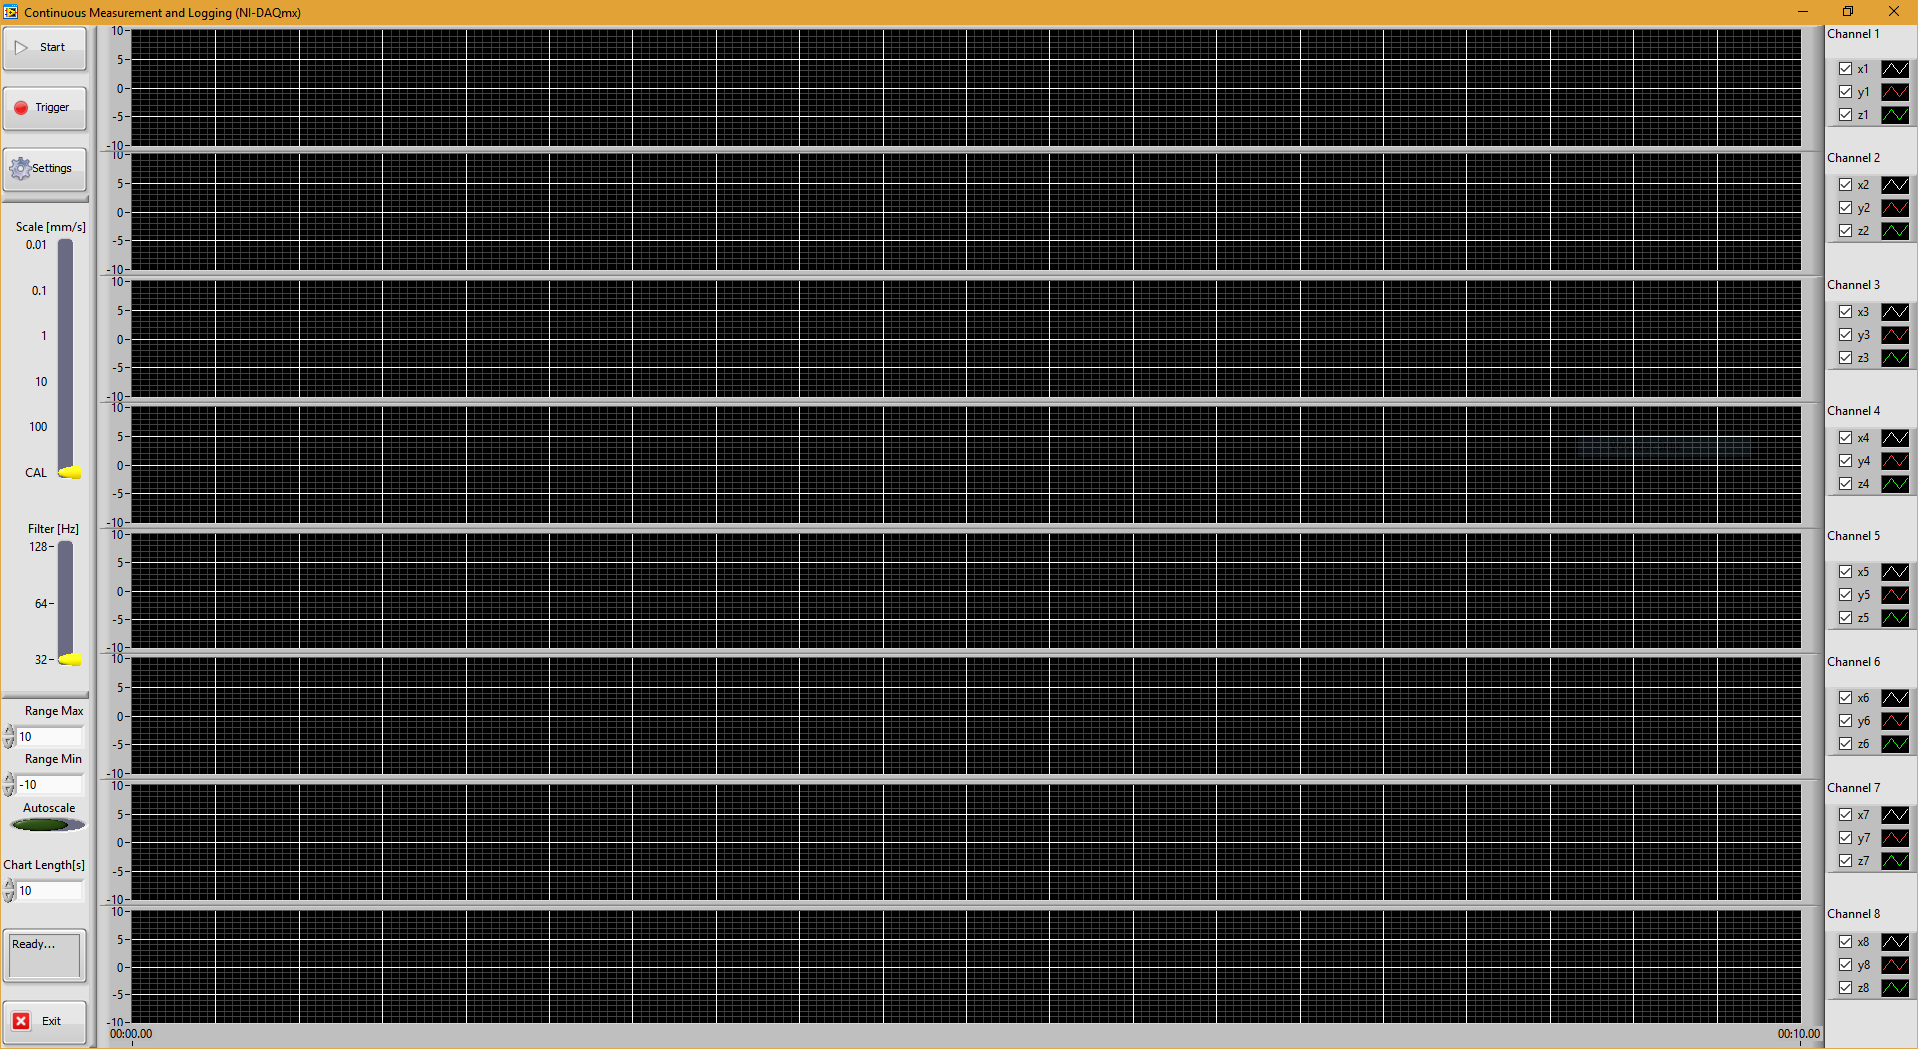 Continuous Measurement and Logging (NI-DAQmx)
Start
Trigger
Settings
Scale [mm/s]
0.01
0.1
1
10
100
CAL
Filter [Hz]
128
64
32
Range Max
10
Range Min
-10
Autoscale
Chart Length[s]
10
Ready...
Exit
10
5
0
-5
-10
10
5
0
-5
-10
10
5
0
-5
-10
10
5
0
-5
-10
10
5
0
-5
-10
10
5
0
-5
-10
10
5
0
-5
-10
10
5
0
-5
-10
00:00.00 00:10.00
Channel 1
x1
y1
z1
Channel 2
x2
y2
z2
Channel 3
x3
y3
z3
Channel 4
x4
y4
z4
Channel 5
x5
y5
z5
Channel 6
x6
y6
z6
Channel 7
x7
y7
z7
Channel 8
x8
y8
z8